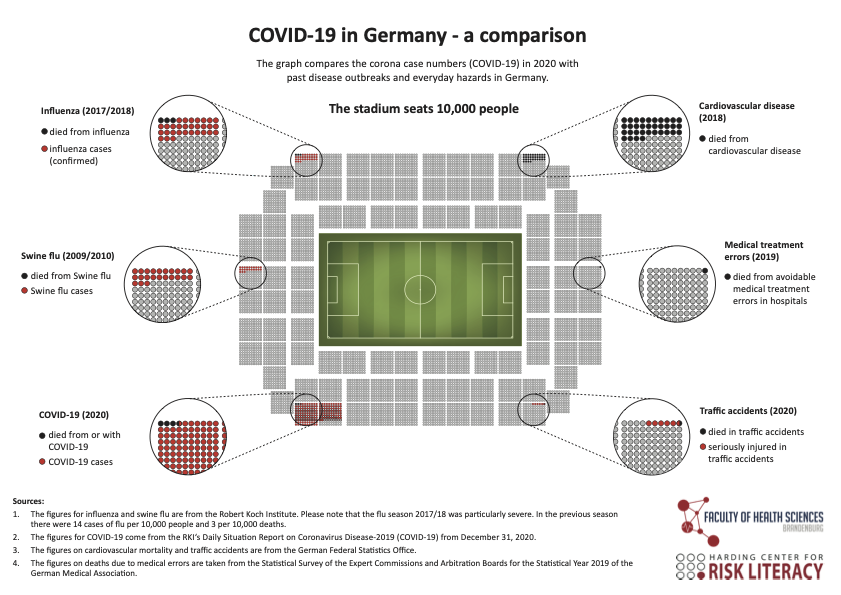 COVID-19 in Germany - a comparison
The graph compares the corona case numbers (COVID-19) in 2020 with
past disease outbreaks and everyday hazards in Germany.
The stadium seats 10,000 people
Influenza (2017/2018)
died from influenza
influenza cases
(confirmed)
Cardiovascular disease
(2018)
died from
cardiovascular disease
Swine flu (2009/2010)
died from Swine flu
Swine flu cases
Medical treatment
errors (2019)
died from avoidable
medical treatment
errors in hospitals
COVID-19 (2020)
died from or with
COVID-19
COVID-19 cases
Traffic accidents (2020)
died in traffic accidents
seriously injured in
traffic accidents
Sources:
1. The figures for influenza and swine flu are from the Robert Koch Institute. Please note that the flu season 2017/18 was particularly severe. In the previous season
there were 14 cases of flu per 10,000 people and 3 per 10,000 deaths.
2. The figures for COVID-19 come from the RKI's Daily Situation Report on Coronavirus Disease-2019 (COVID-19) from December 31, 2020.
3. The figures on cardiovascular mortality and traffic accidents are from the German Federal Statistics Office.
4. The figures on deaths due to medical errors are taken from the Statistical Survey of the Expert Commissions and Arbitration Boards for the Statistical Year 2019 of the
German Medical Association.
FACULTY OF HEALTH SCIENCES
BRANDENBURG
HARDING CENTER FOR
RISK LITERACY